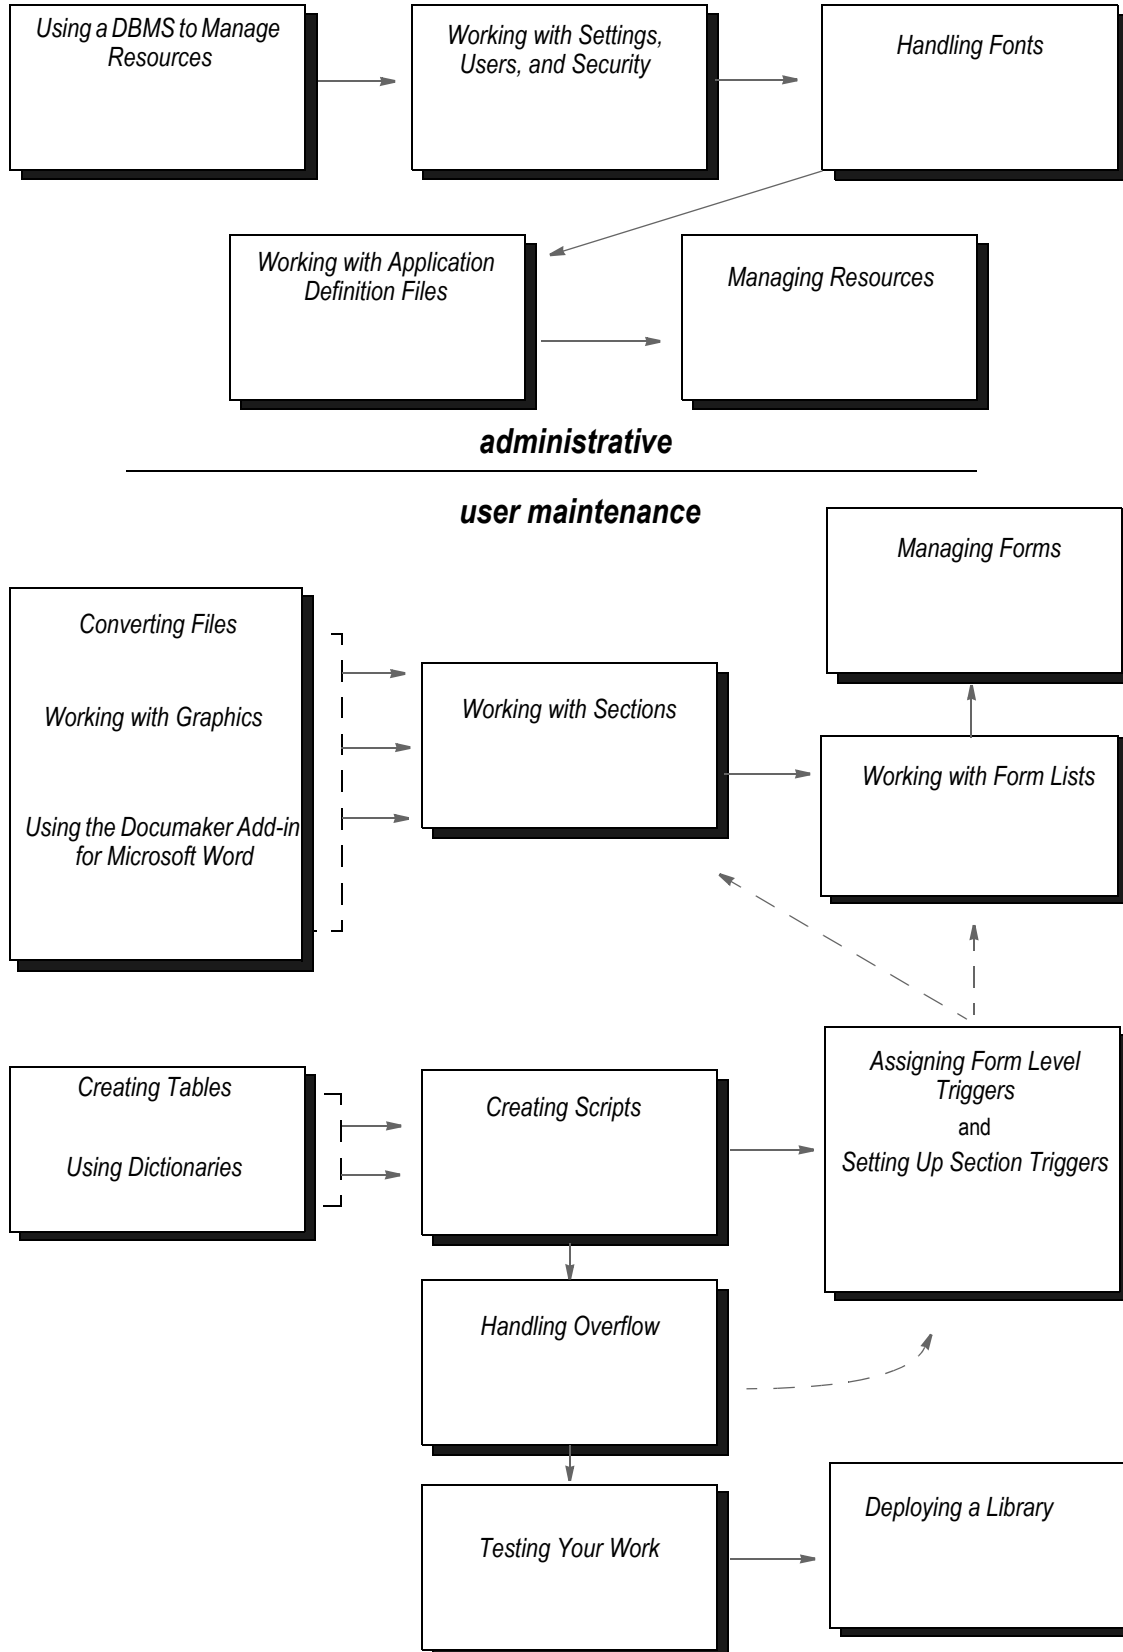 Using a DBMS to Manage
Resources
Working with Settings,
Users, and Security
Handling Fonts
Working with Application
Definition Files
Managing Resources
administrative
user maintenance
Managing Forms
Converting Files
Working with Graphics
Using the Documaker Add-in
for Microsoft Word
Working with Sections
Working with Form Lists
Creating Tables
Using Dictionaries
Creating Scripts
Assigning Form Level
Triggers
and
Setting Up Section Triggers
Handling Overflow
Testing Your Work
Deploying a Library